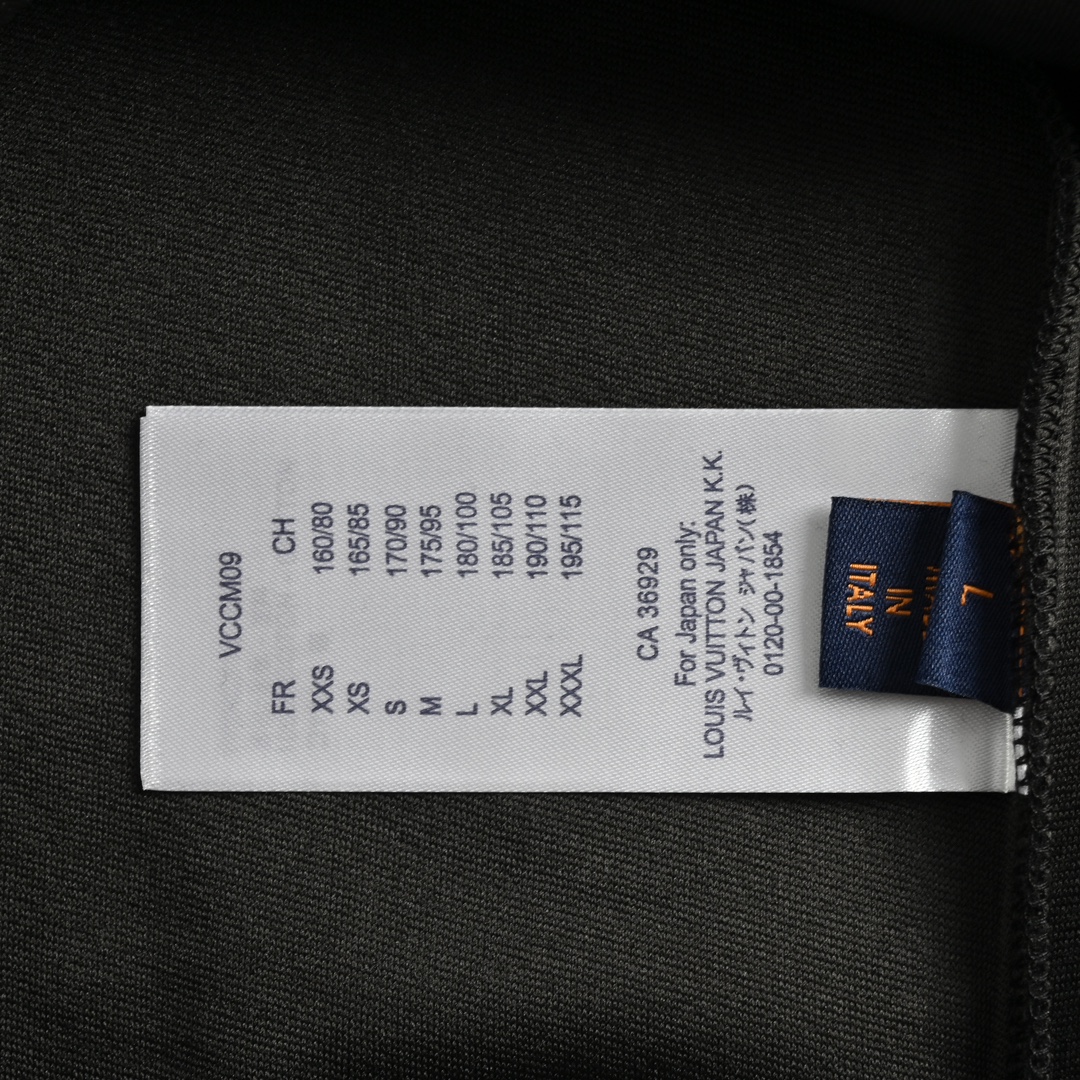 VCCM09
FR CH
XXS 160/80
XS 165/85
S 170/90
M 175/95
L 180/100
XL 185/105
XXL 190/110
XXXL 195/115
CA 36929
For Japan only:
LOUIS VUITTON JAPAN K.K.
ルイ・ヴィトン ジャパン(株)
0120-00-1854
L
IN
ITALY